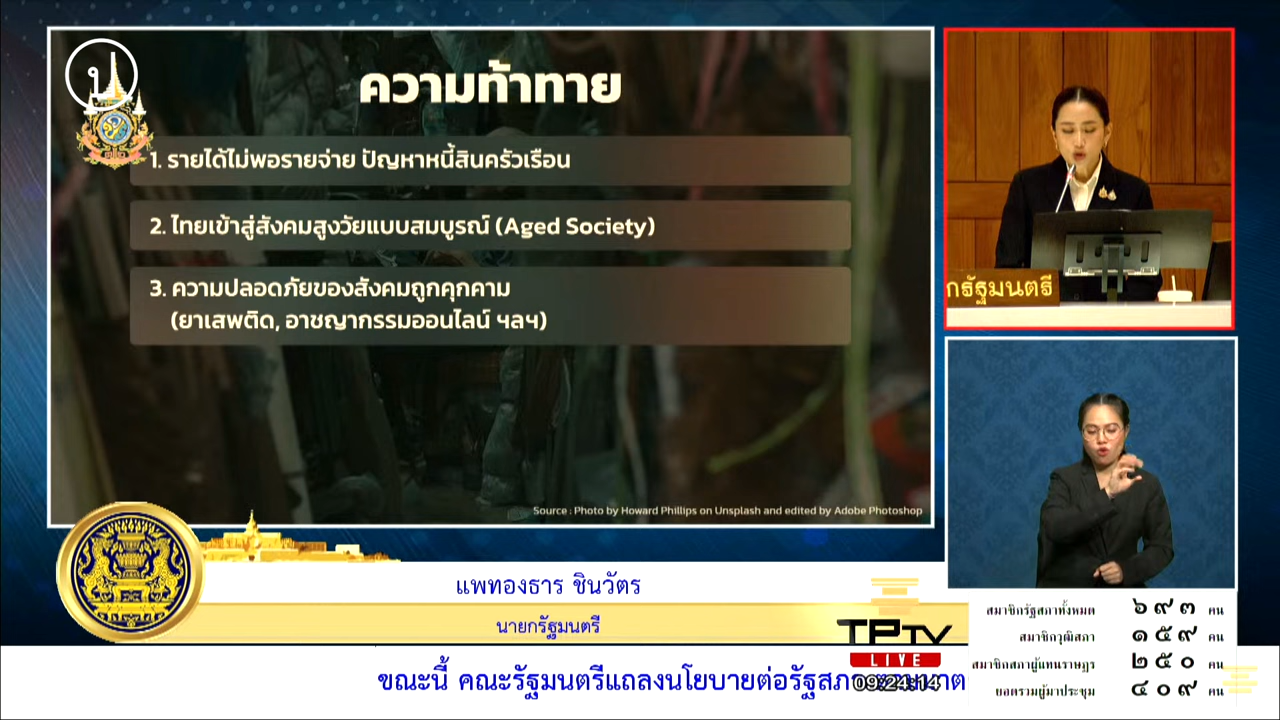 น
ความท้าทาย
1. รายได้ไม่พอรายจ่าย ปัญหาหนี้สินครัวเรือน
2. ไทยเข้าสู่สังคมสูงวัยแบบสมบูรณ์ (Aged Society)
3. ความปลอดภัยของสังคมถูกคุกคาม
(ยาเสพติด, อาชญากรรมออนไลน์ ฯลฯ)
Source : Photo by Howard Phillips on Unsplash and edited by Adobe Photoshop
กรัฐมนตรี
แพทองธาร ชินวัตร
นายกรัฐมนตรี
TPTV
LIVE
09:24:14
สมาชิกรัฐสภาทั้งหมด ๖๙๓ คน
สมาชิกวุฒิสภา ๑๕๙ คน
สมาชิกสภาผู้แทนราษฎร ๒๕๐ คน
ยอดรวมผู้มาประชุม ๔๐๙ คน
ขณะนี้ คณะรัฐมนตรีแถลงนโยบายต่อรัฐสภา